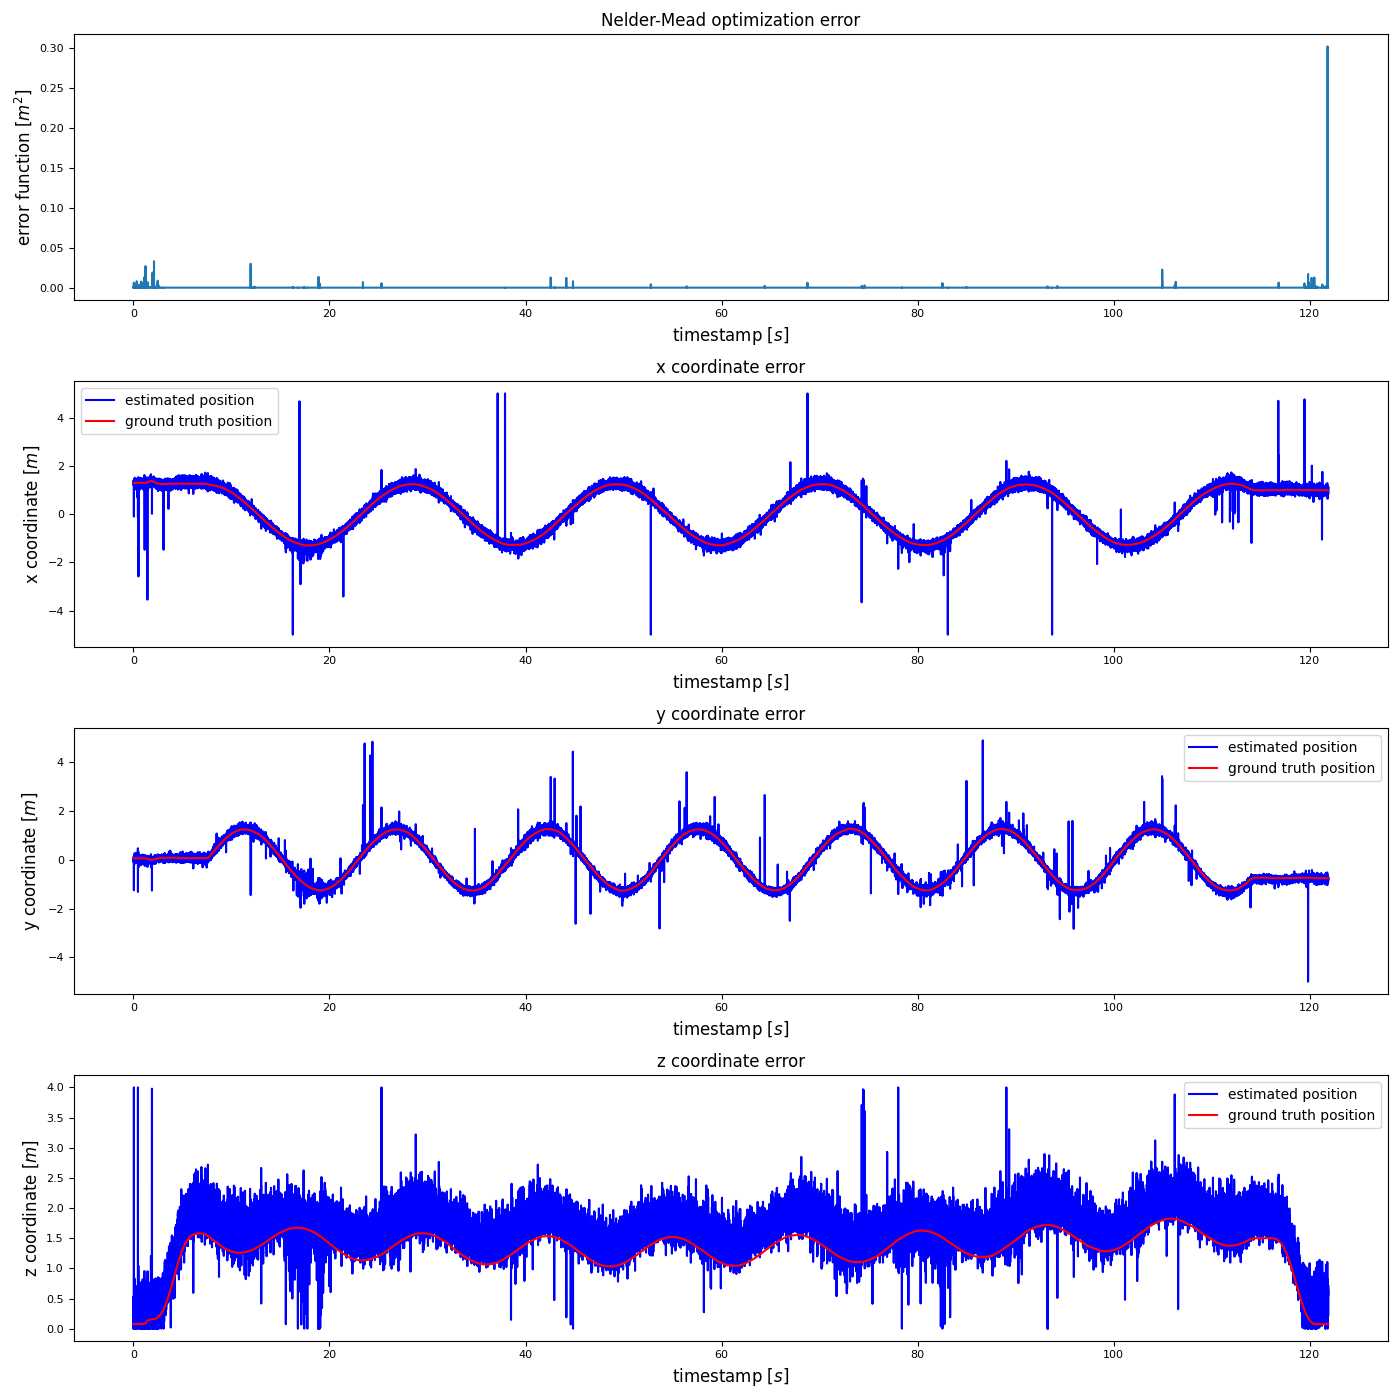 Nelder-Mead optimization error
error function [m²]
0.30
0.25
0.20
0.15
0.10
0.05
0.00
0 20 40 60 80 100 120
timestamp [s]
x coordinate error
x coordinate [m]
estimated position
ground truth position
4
2
0
−2
−4
0 20 40 60 80 100 120
timestamp [s]
y coordinate error
y coordinate [m]
estimated position
ground truth position
4
2
0
−2
−4
0 20 40 60 80 100 120
timestamp [s]
z coordinate error
z coordinate [m]
estimated position
ground truth position
4.0
3.5
3.0
2.5
2.0
1.5
1.0
0.5
0.0
0 20 40 60 80 100 120
timestamp [s]